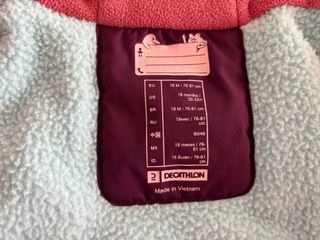 EU 18 M / 76-81 cm
US 18 months / 30-32in
BR 18 M / 76-81 cm
RU 18мес / 76-81 cm
中国 80/48
MX 18 meses / 76-81 cm
ID 18 Bulan / 76-81 cm
DECATHLON
Made in Vietnam